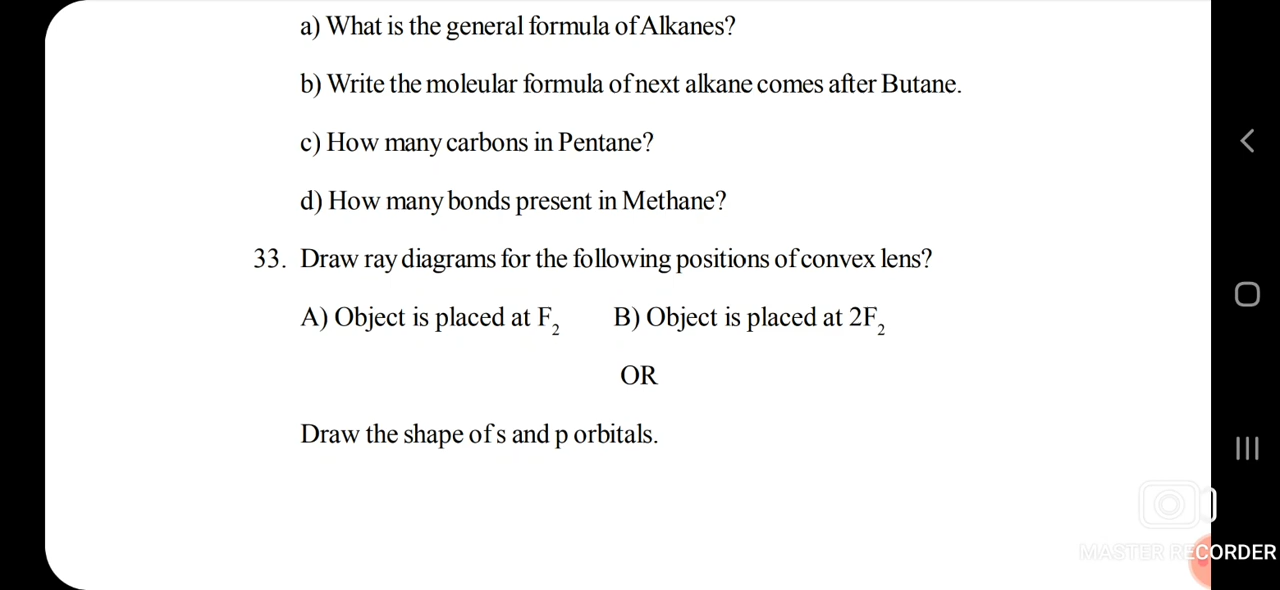 a) What is the general formula of Alkanes?
b) Write the moleular formula of next alkane comes after Butane.
c) How many carbons in Pentane?
d) How many bonds present in Methane?
33. Draw ray diagrams for the following positions of convex lens?
A) Object is placed at F₂ B) Object is placed at 2F₂
OR
Draw the shape of s and p orbitals.
MASTER RECORDER